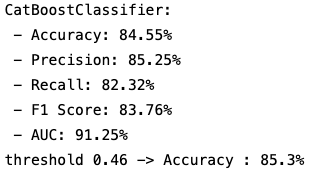 CatBoostClassifier:
- Accuracy: 84.55%
- Precision: 85.25%
- Recall: 82.32%
- F1 Score: 83.76%
- AUC: 91.25%
threshold 0.46 -> Accuracy : 85.3%